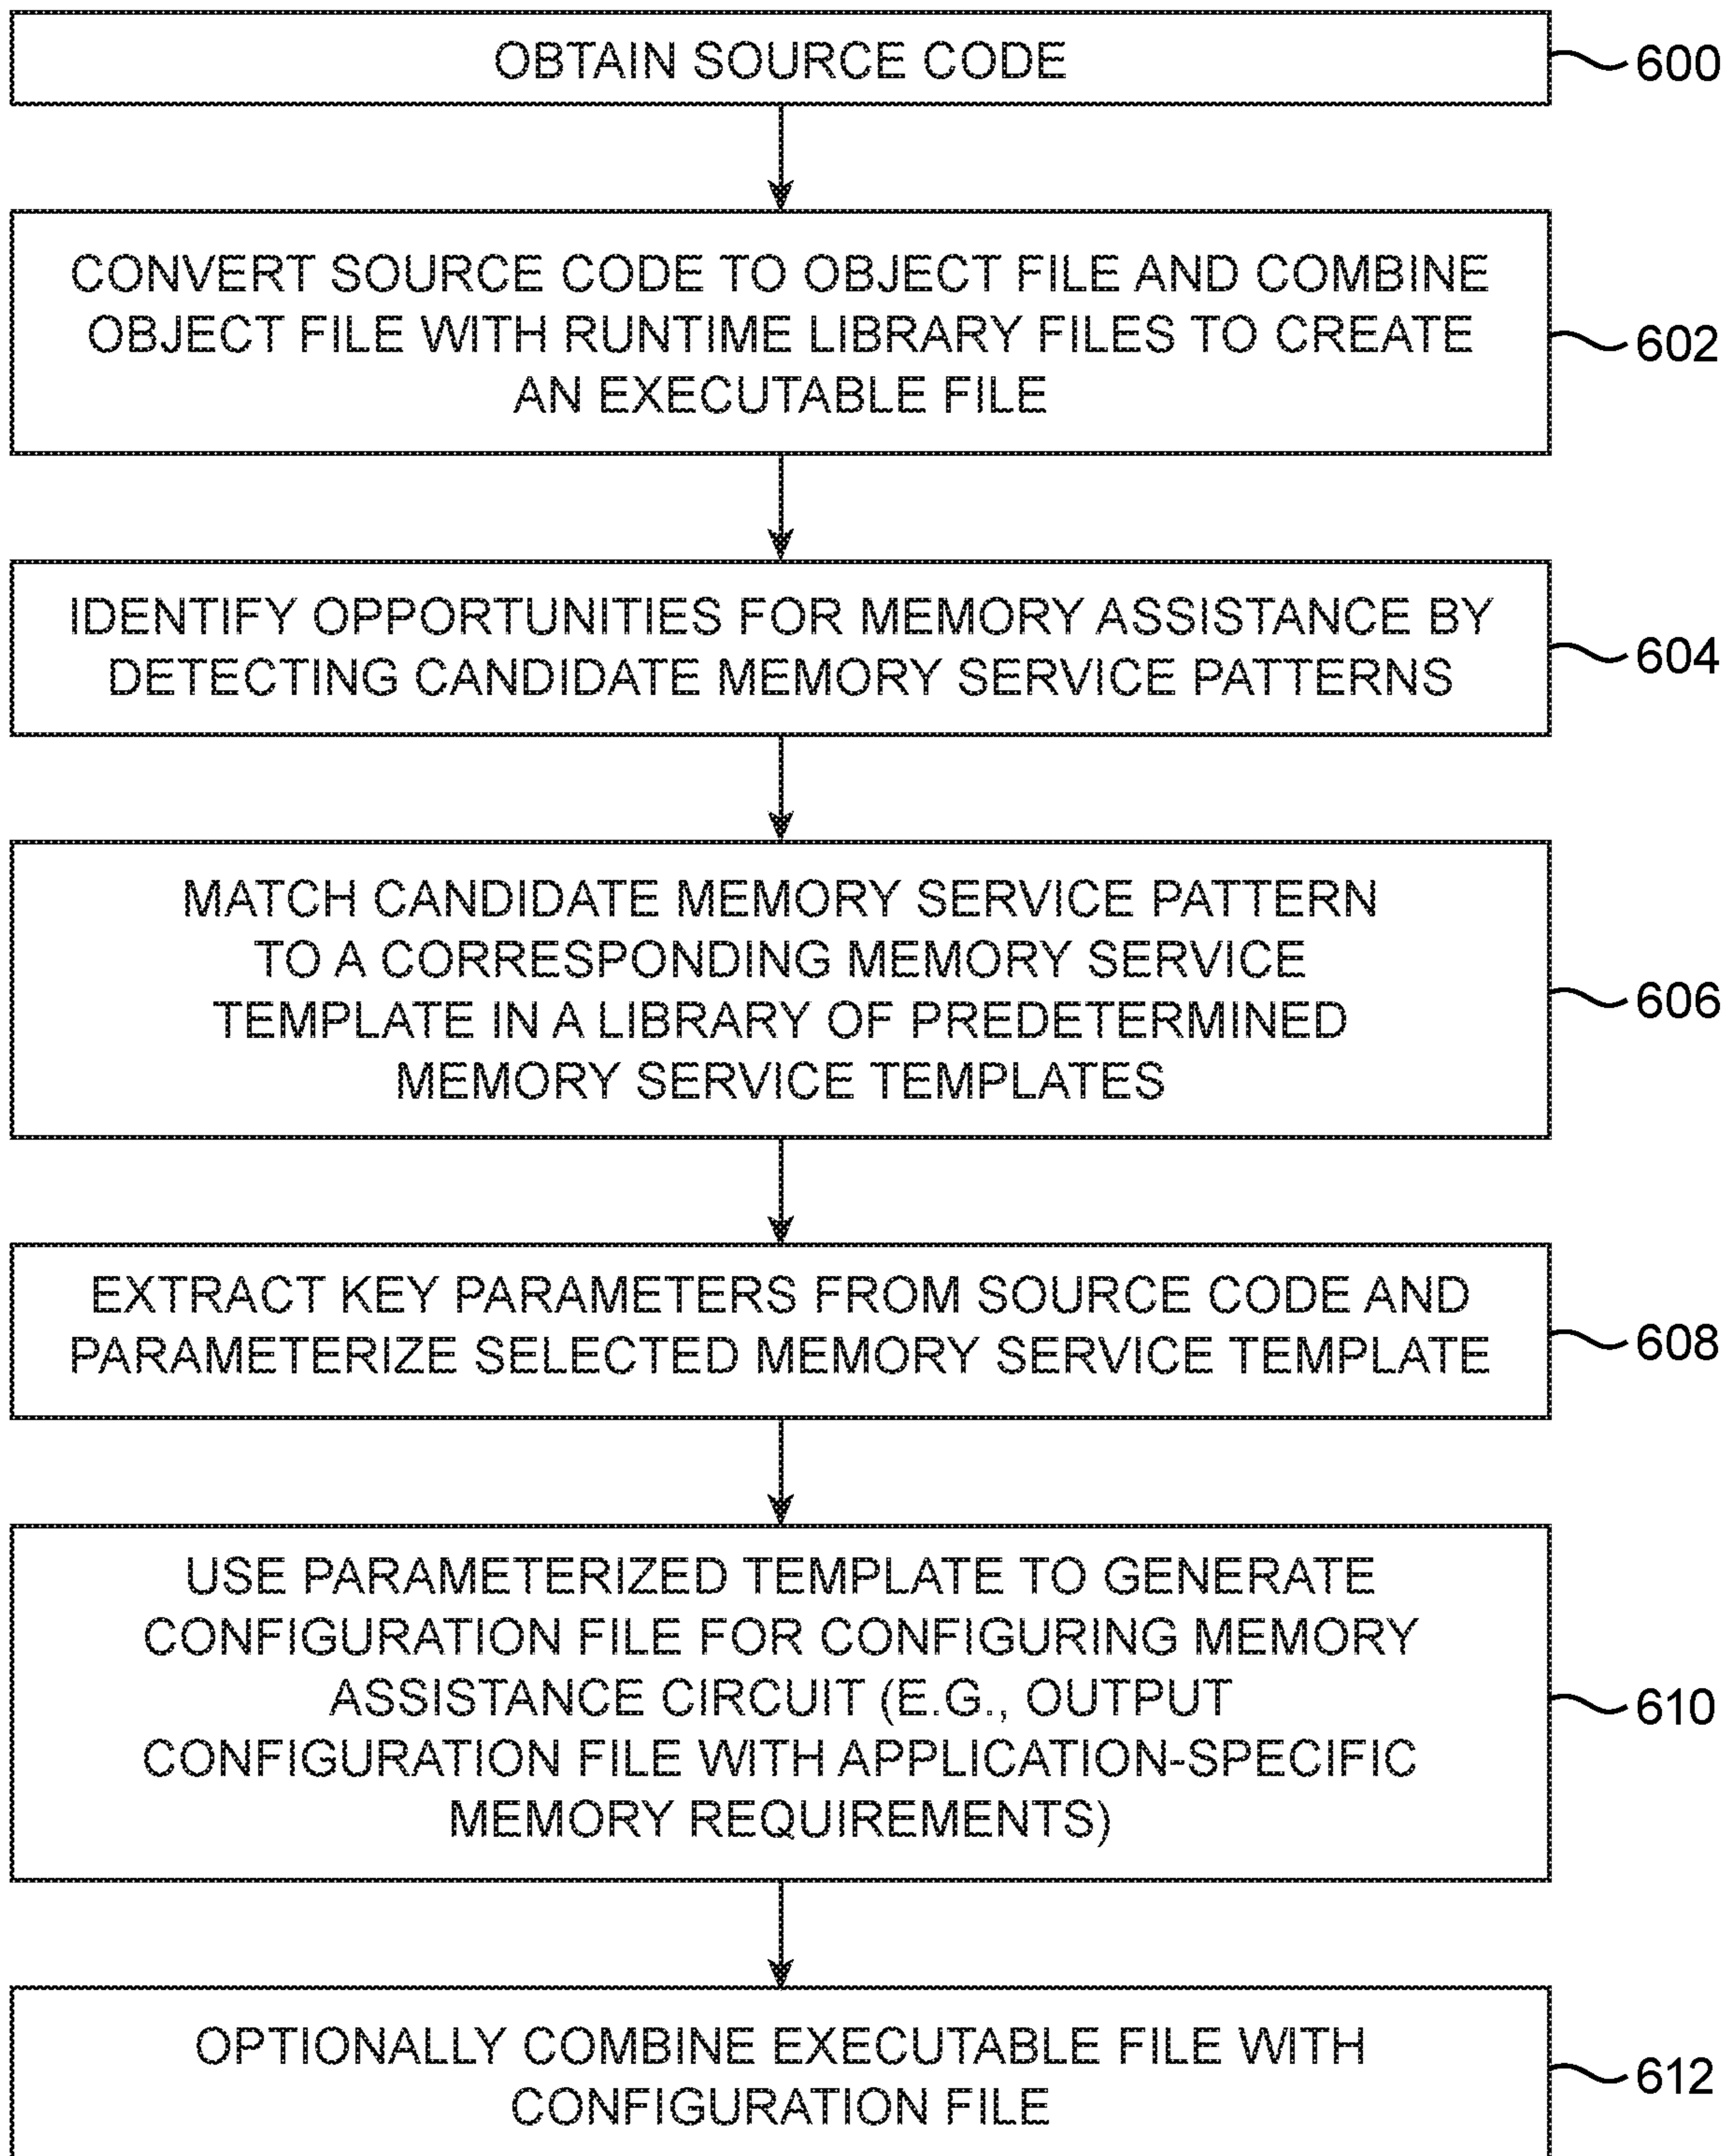 OBTAIN SOURCE CODE
600
CONVERT SOURCE CODE TO OBJECT FILE AND COMBINE
OBJECT FILE WITH RUNTIME LIBRARY FILES TO CREATE
AN EXECUTABLE FILE
602
IDENTIFY OPPORTUNITIES FOR MEMORY ASSISTANCE BY
DETECTING CANDIDATE MEMORY SERVICE PATTERNS
604
MATCH CANDIDATE MEMORY SERVICE PATTERN
TO A CORRESPONDING MEMORY SERVICE
TEMPLATE IN A LIBRARY OF PREDETERMINED
MEMORY SERVICE TEMPLATES
606
EXTRACT KEY PARAMETERS FROM SOURCE CODE AND
PARAMETERIZE SELECTED MEMORY SERVICE TEMPLATE
608
USE PARAMETERIZED TEMPLATE TO GENERATE
CONFIGURATION FILE FOR CONFIGURING MEMORY
ASSISTANCE CIRCUIT (E.G., OUTPUT
CONFIGURATION FILE WITH APPLICATION-SPECIFIC
MEMORY REQUIREMENTS)
610
OPTIONALLY COMBINE EXECUTABLE FILE WITH
CONFIGURATION FILE
612